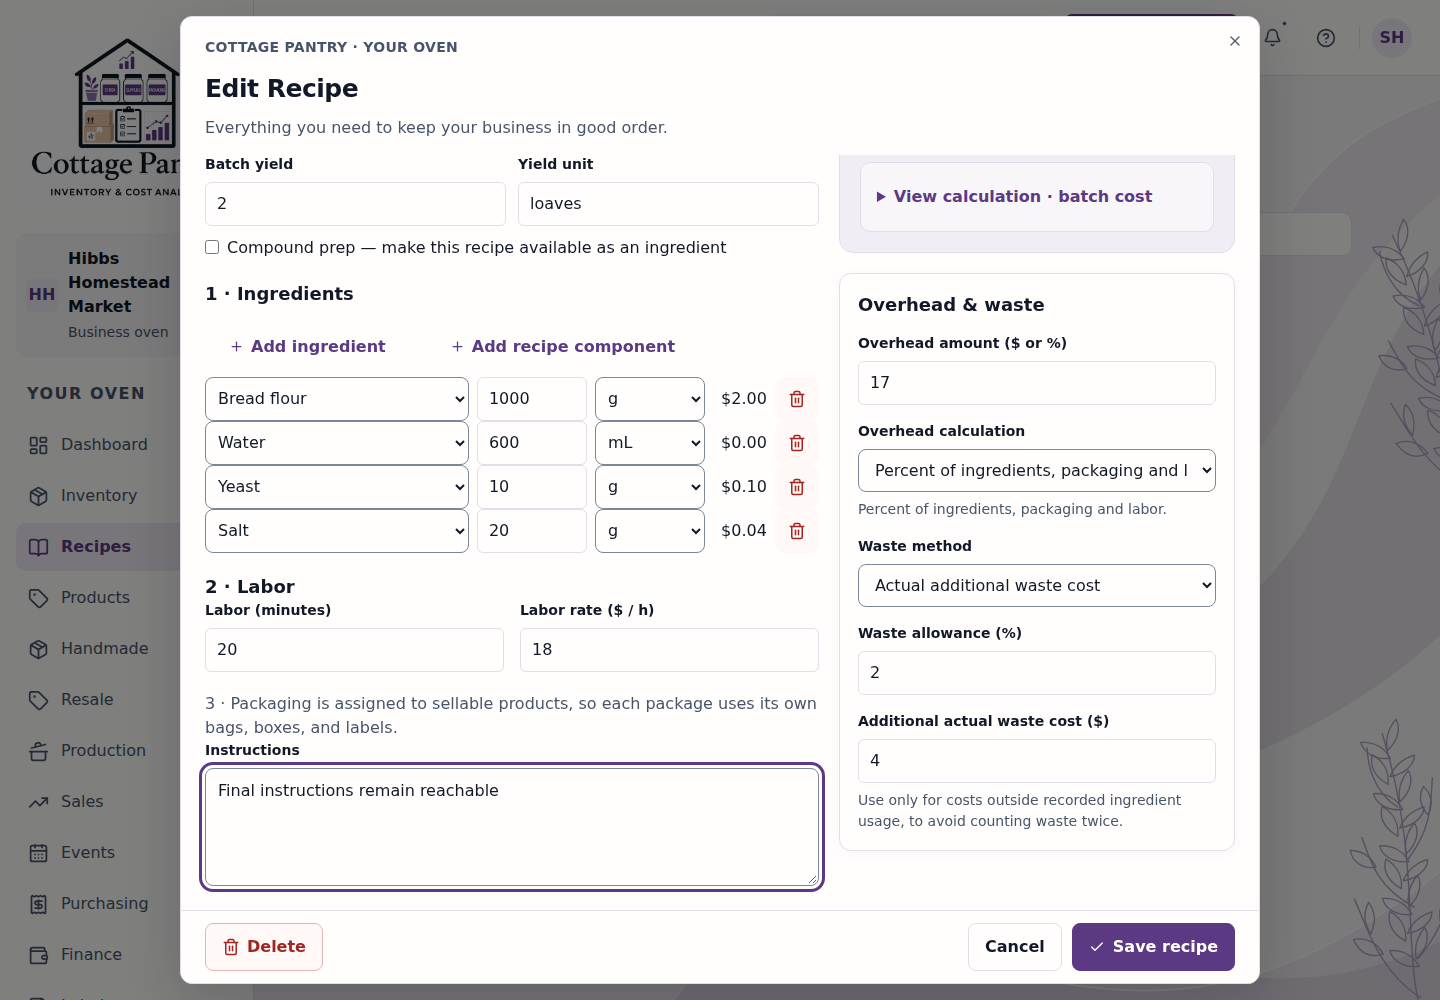 COTTAGE PANTRY · YOUR OVEN
Edit Recipe
Everything you need to keep your business in good order.
Batch yield
Yield unit
2
loaves
Compound prep — make this recipe available as an ingredient
1 · Ingredients
+ Add ingredient
+ Add recipe component
Bread flour 1000 g $2.00
Water 600 mL $0.00
Yeast 10 g $0.10
Salt 20 g $0.04
2 · Labor
Labor (minutes)
Labor rate ($ / h)
20
18
3 · Packaging is assigned to sellable products, so each package uses its own
bags, boxes, and labels.
Instructions
Final instructions remain reachable
View calculation · batch cost
Overhead & waste
Overhead amount ($ or %)
17
Overhead calculation
Percent of ingredients, packaging and l
Percent of ingredients, packaging and labor.
Waste method
Actual additional waste cost
Waste allowance (%)
2
Additional actual waste cost ($)
4
Use only for costs outside recorded ingredient
usage, to avoid counting waste twice.
Delete
Cancel
Save recipe
Cottage Pan
INVENTORY & COST ANAL
HH
Hibbs
Homestead
Market
Business oven
YOUR OVEN
Dashboard
Inventory
Recipes
Products
Handmade
Resale
Production
Sales
Events
Purchasing
Finance
SH